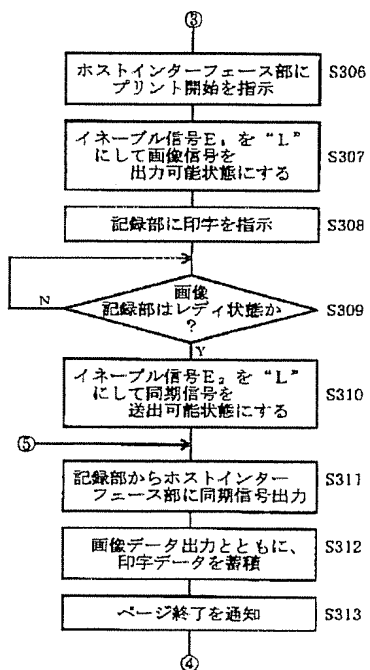 ③
ホストインターフェース部に
プリント開始を指示
S306
イネーブル信号E₁を“L”
にして画像信号を
出力可能状態にする
S307
記録部に印字を指示
S308
画像
記録部はレディ状態か
?
N
S309
Y
イネーブル信号E₂を“L”
にして同期信号を
送出可能状態にする
S310
⑤
記録部からホストインター
フェース部に同期信号出力
S311
画像データ出力とともに、
印字データを蓄積
S312
ページ終了を通知
S313
④